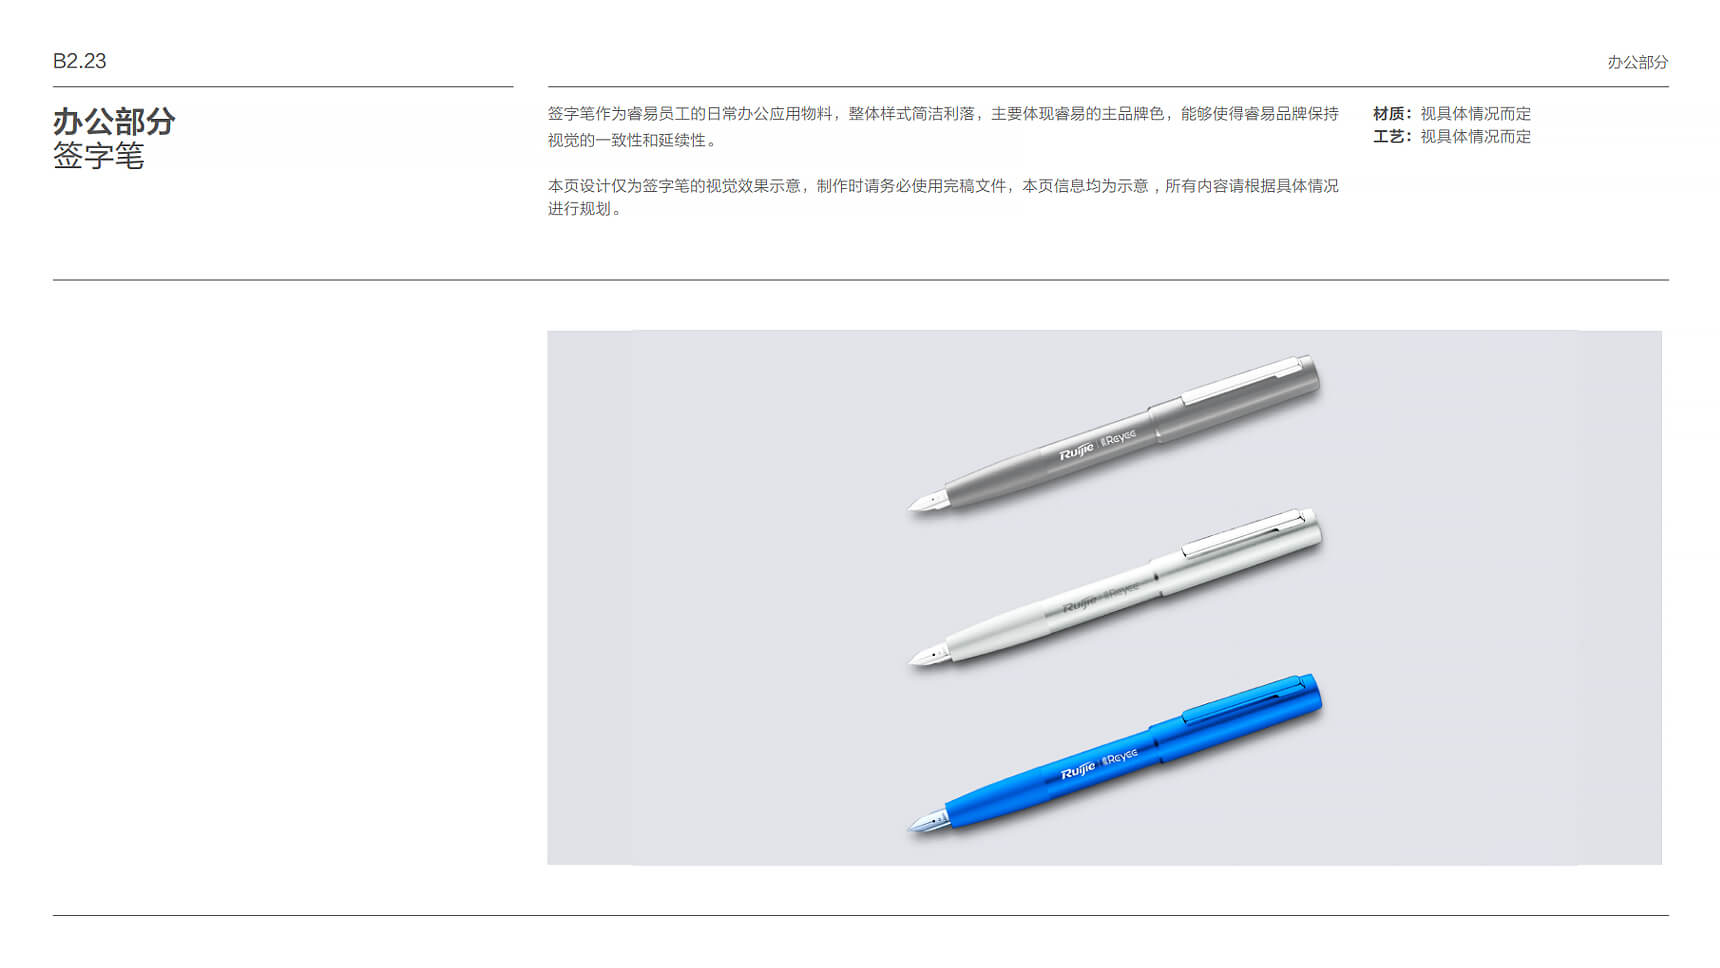 B2.23
办公部分
办公部分
签字笔
签字笔作为睿易员工的日常办公应用物料，整体样式简洁利落，主要体现睿易的主品牌色，能够使得睿易品牌保持
视觉的一致性和延续性。
本页设计仅为签字笔的视觉效果示意，制作时请务必使用完稿文件，本页信息均为示意，所有内容请根据具体情况
进行规划。
材质：视具体情况而定
工艺：视具体情况而定
Ruijie Reyee
Ruijie Reyee
Ruijie Reyee